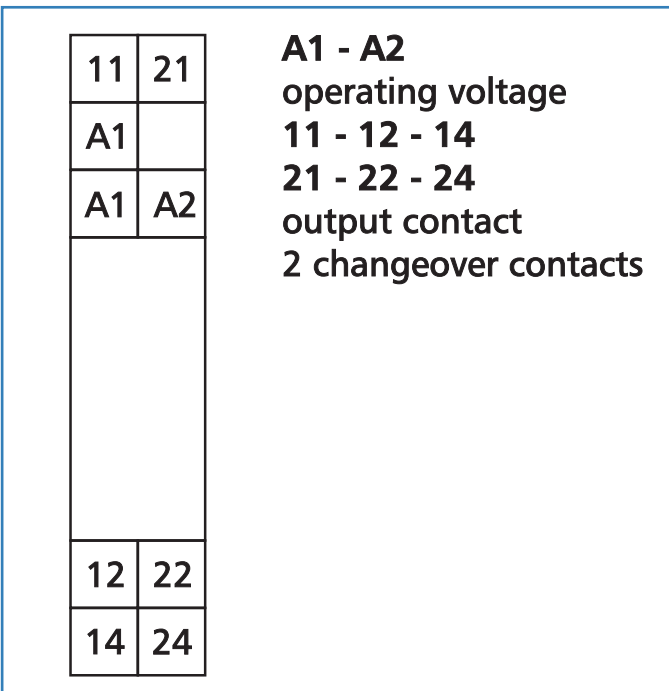 11 21
A1
A1 A2
12 22
14 24
A1 - A2
operating voltage
11 - 12 - 14
21 - 22 - 24
output contact
2 changeover contacts